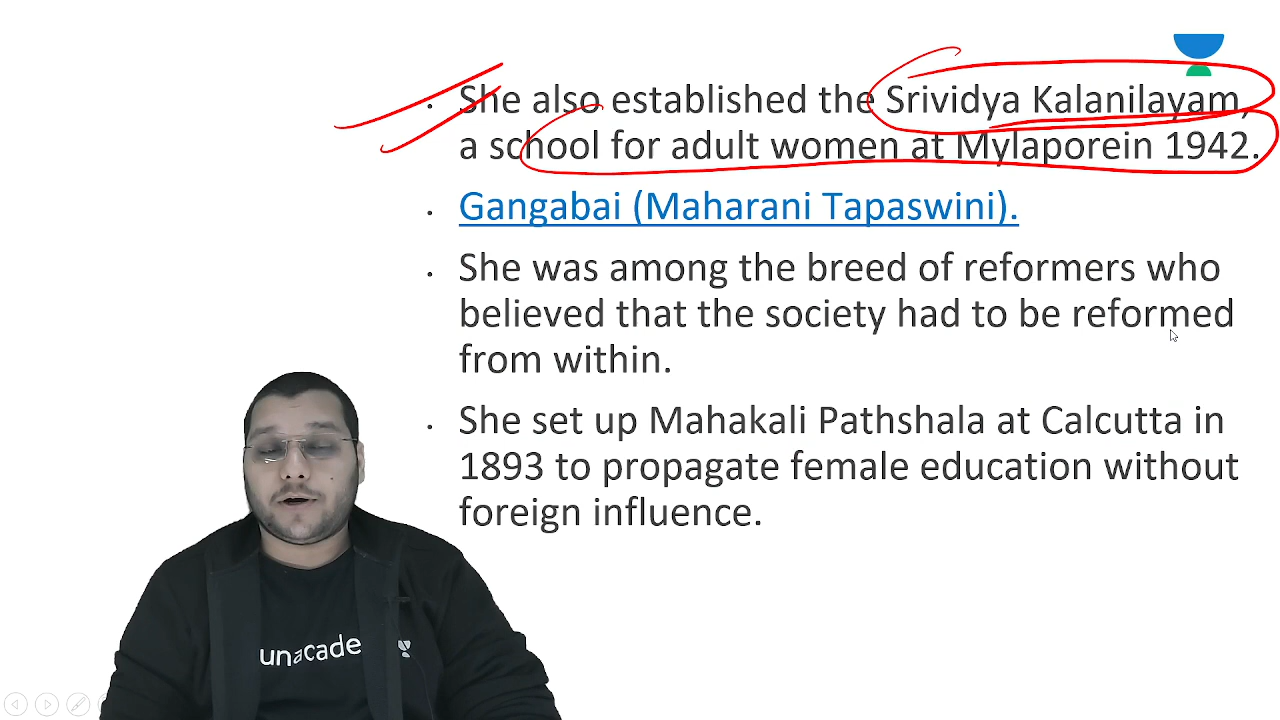 She also established the Srividya Kalanilayam,
a school for adult women at Mylaporein 1942.
Gangabai (Maharani Tapaswini).
She was among the breed of reformers who
believed that the society had to be reformed
from within.
She set up Mahakali Pathshala at Calcutta in
1893 to propagate female education without
foreign influence.
unacade